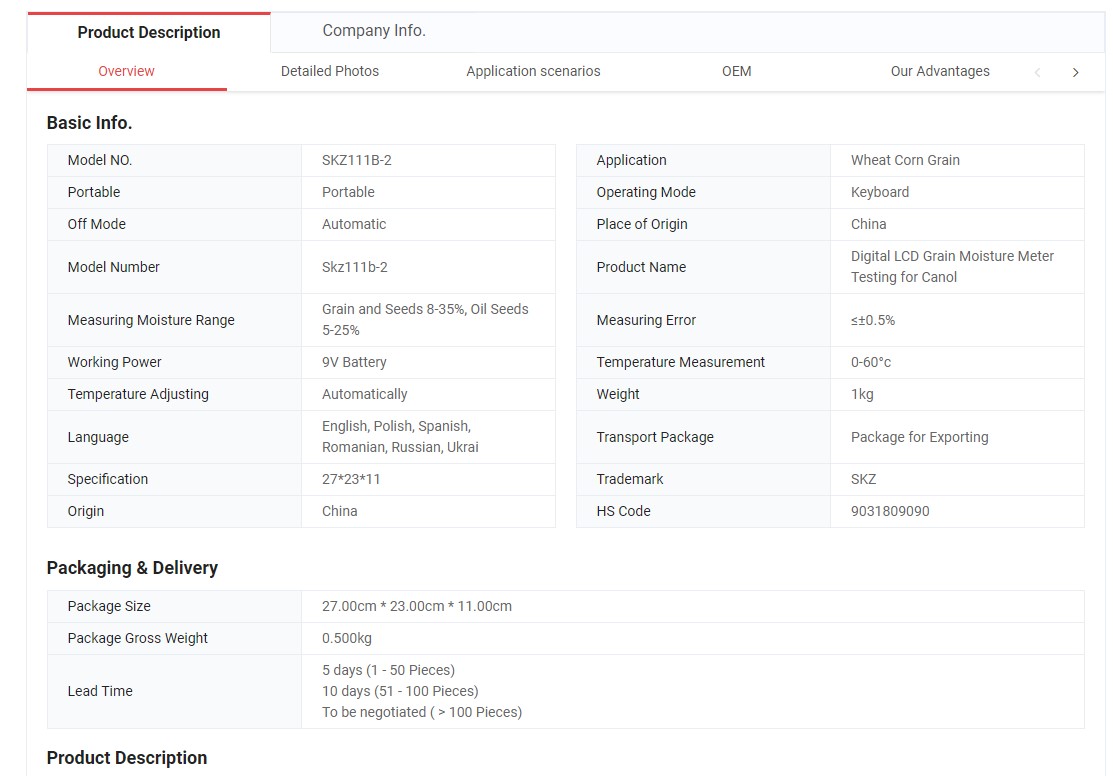 Product Description
Company Info.
Overview
Detailed Photos
Application scenarios
OEM
Our Advantages
Basic Info.
Model NO.
SKZ111B-2
Application
Wheat Corn Grain
Portable
Portable
Operating Mode
Keyboard
Off Mode
Automatic
Place of Origin
China
Model Number
Skz111b-2
Product Name
Digital LCD Grain Moisture Meter
Testing for Canol
Measuring Moisture Range
Grain and Seeds 8-35%, Oil Seeds
5-25%
Measuring Error
≤±0.5%
Working Power
9V Battery
Temperature Measurement
0-60°c
Temperature Adjusting
Automatically
Weight
1kg
Language
English, Polish, Spanish,
Romanian, Russian, Ukrai
Transport Package
Package for Exporting
Specification
27*23*11
Trademark
SKZ
Origin
China
HS Code
9031809090
Packaging & Delivery
Package Size
27.00cm * 23.00cm * 11.00cm
Package Gross Weight
0.500kg
Lead Time
5 days (1 - 50 Pieces)
10 days (51 - 100 Pieces)
To be negotiated ( > 100 Pieces)
Product Description